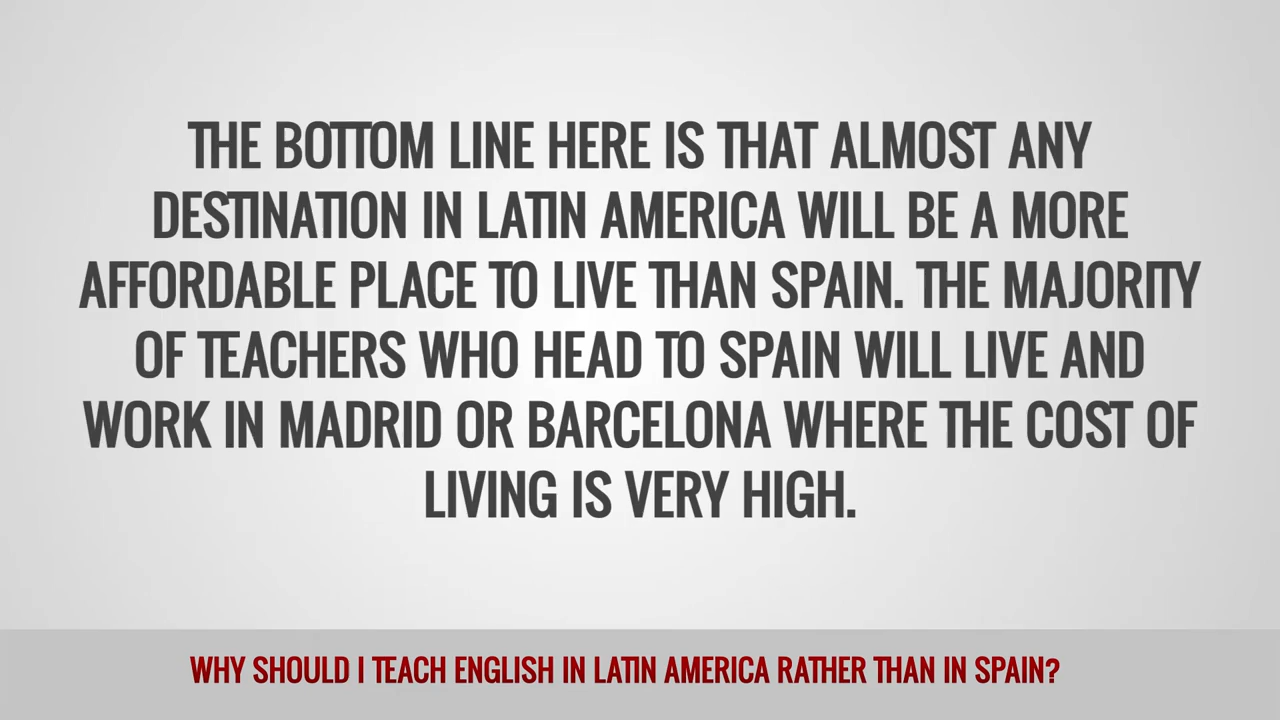 THE BOTTOM LINE HERE IS THAT ALMOST ANY
DESTINATION IN LATIN AMERICA WILL BE A MORE
AFFORDABLE PLACE TO LIVE THAN SPAIN. THE MAJORITY
OF TEACHERS WHO HEAD TO SPAIN WILL LIVE AND
WORK IN MADRID OR BARCELONA WHERE THE COST OF
LIVING IS VERY HIGH.
WHY SHOULD I TEACH ENGLISH IN LATIN AMERICA RATHER THAN IN SPAIN?